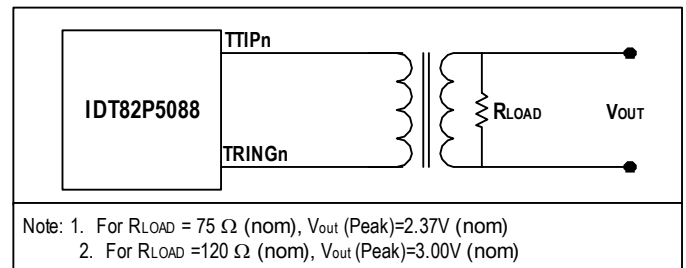 TTIPn
IDT82P5088
RLOAD
VOUT
TRINGn
Note: 1. For RLOAD = 75 Ω (nom), Vout (Peak)=2.37V (nom)
2. For RLOAD =120 Ω (nom), Vout (Peak)=3.00V (nom)